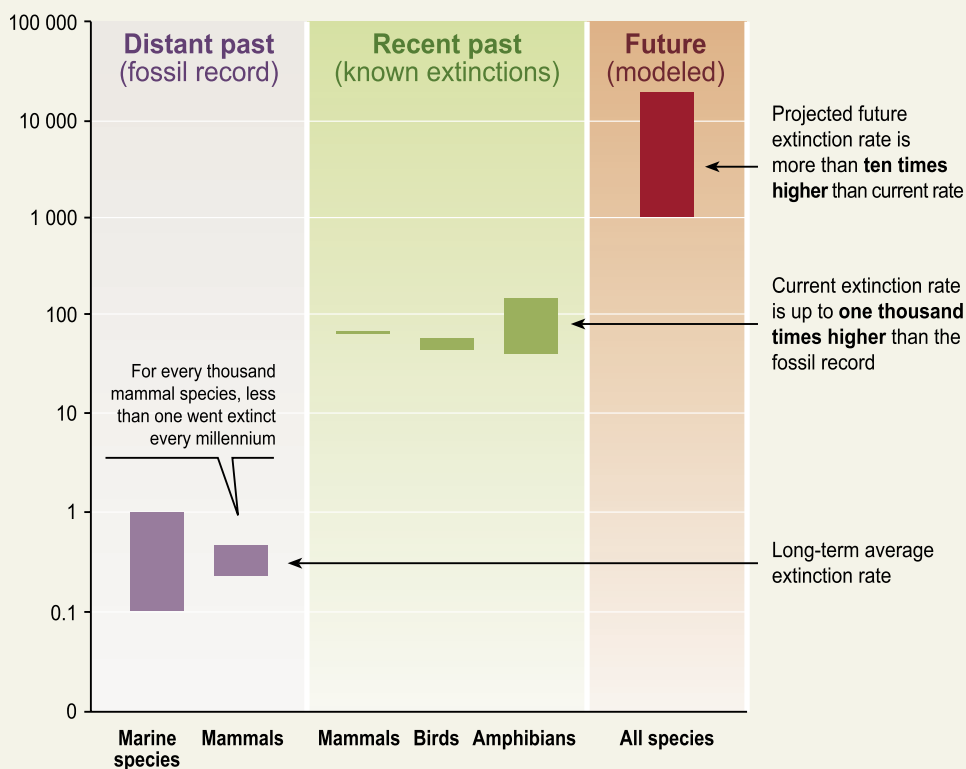 100 000
10 000
1 000
100
10
1
0.1
0
Distant past
(fossil record)
Recent past
(known extinctions)
Future
(modeled)
For every thousand
mammal species, less
than one went extinct
every millennium
Projected future
extinction rate is
more than ten times
higher than current rate
Current extinction rate
is up to one thousand
times higher than the
fossil record
Long-term average
extinction rate
Marine
species
Mammals
Mammals
Birds
Amphibians
All species